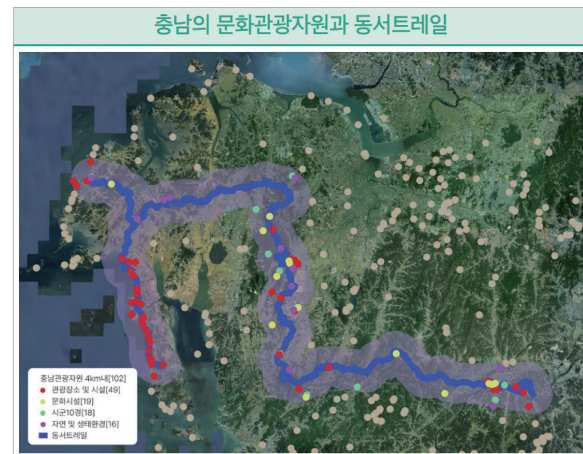 충남의 문화관광자원과 동서트레일
충남관광자원 4km내[102]
관광장소 및 시설[49]
문화시설[19]
시군10경[18]
자연 및 생태환경[16]
동서트레일